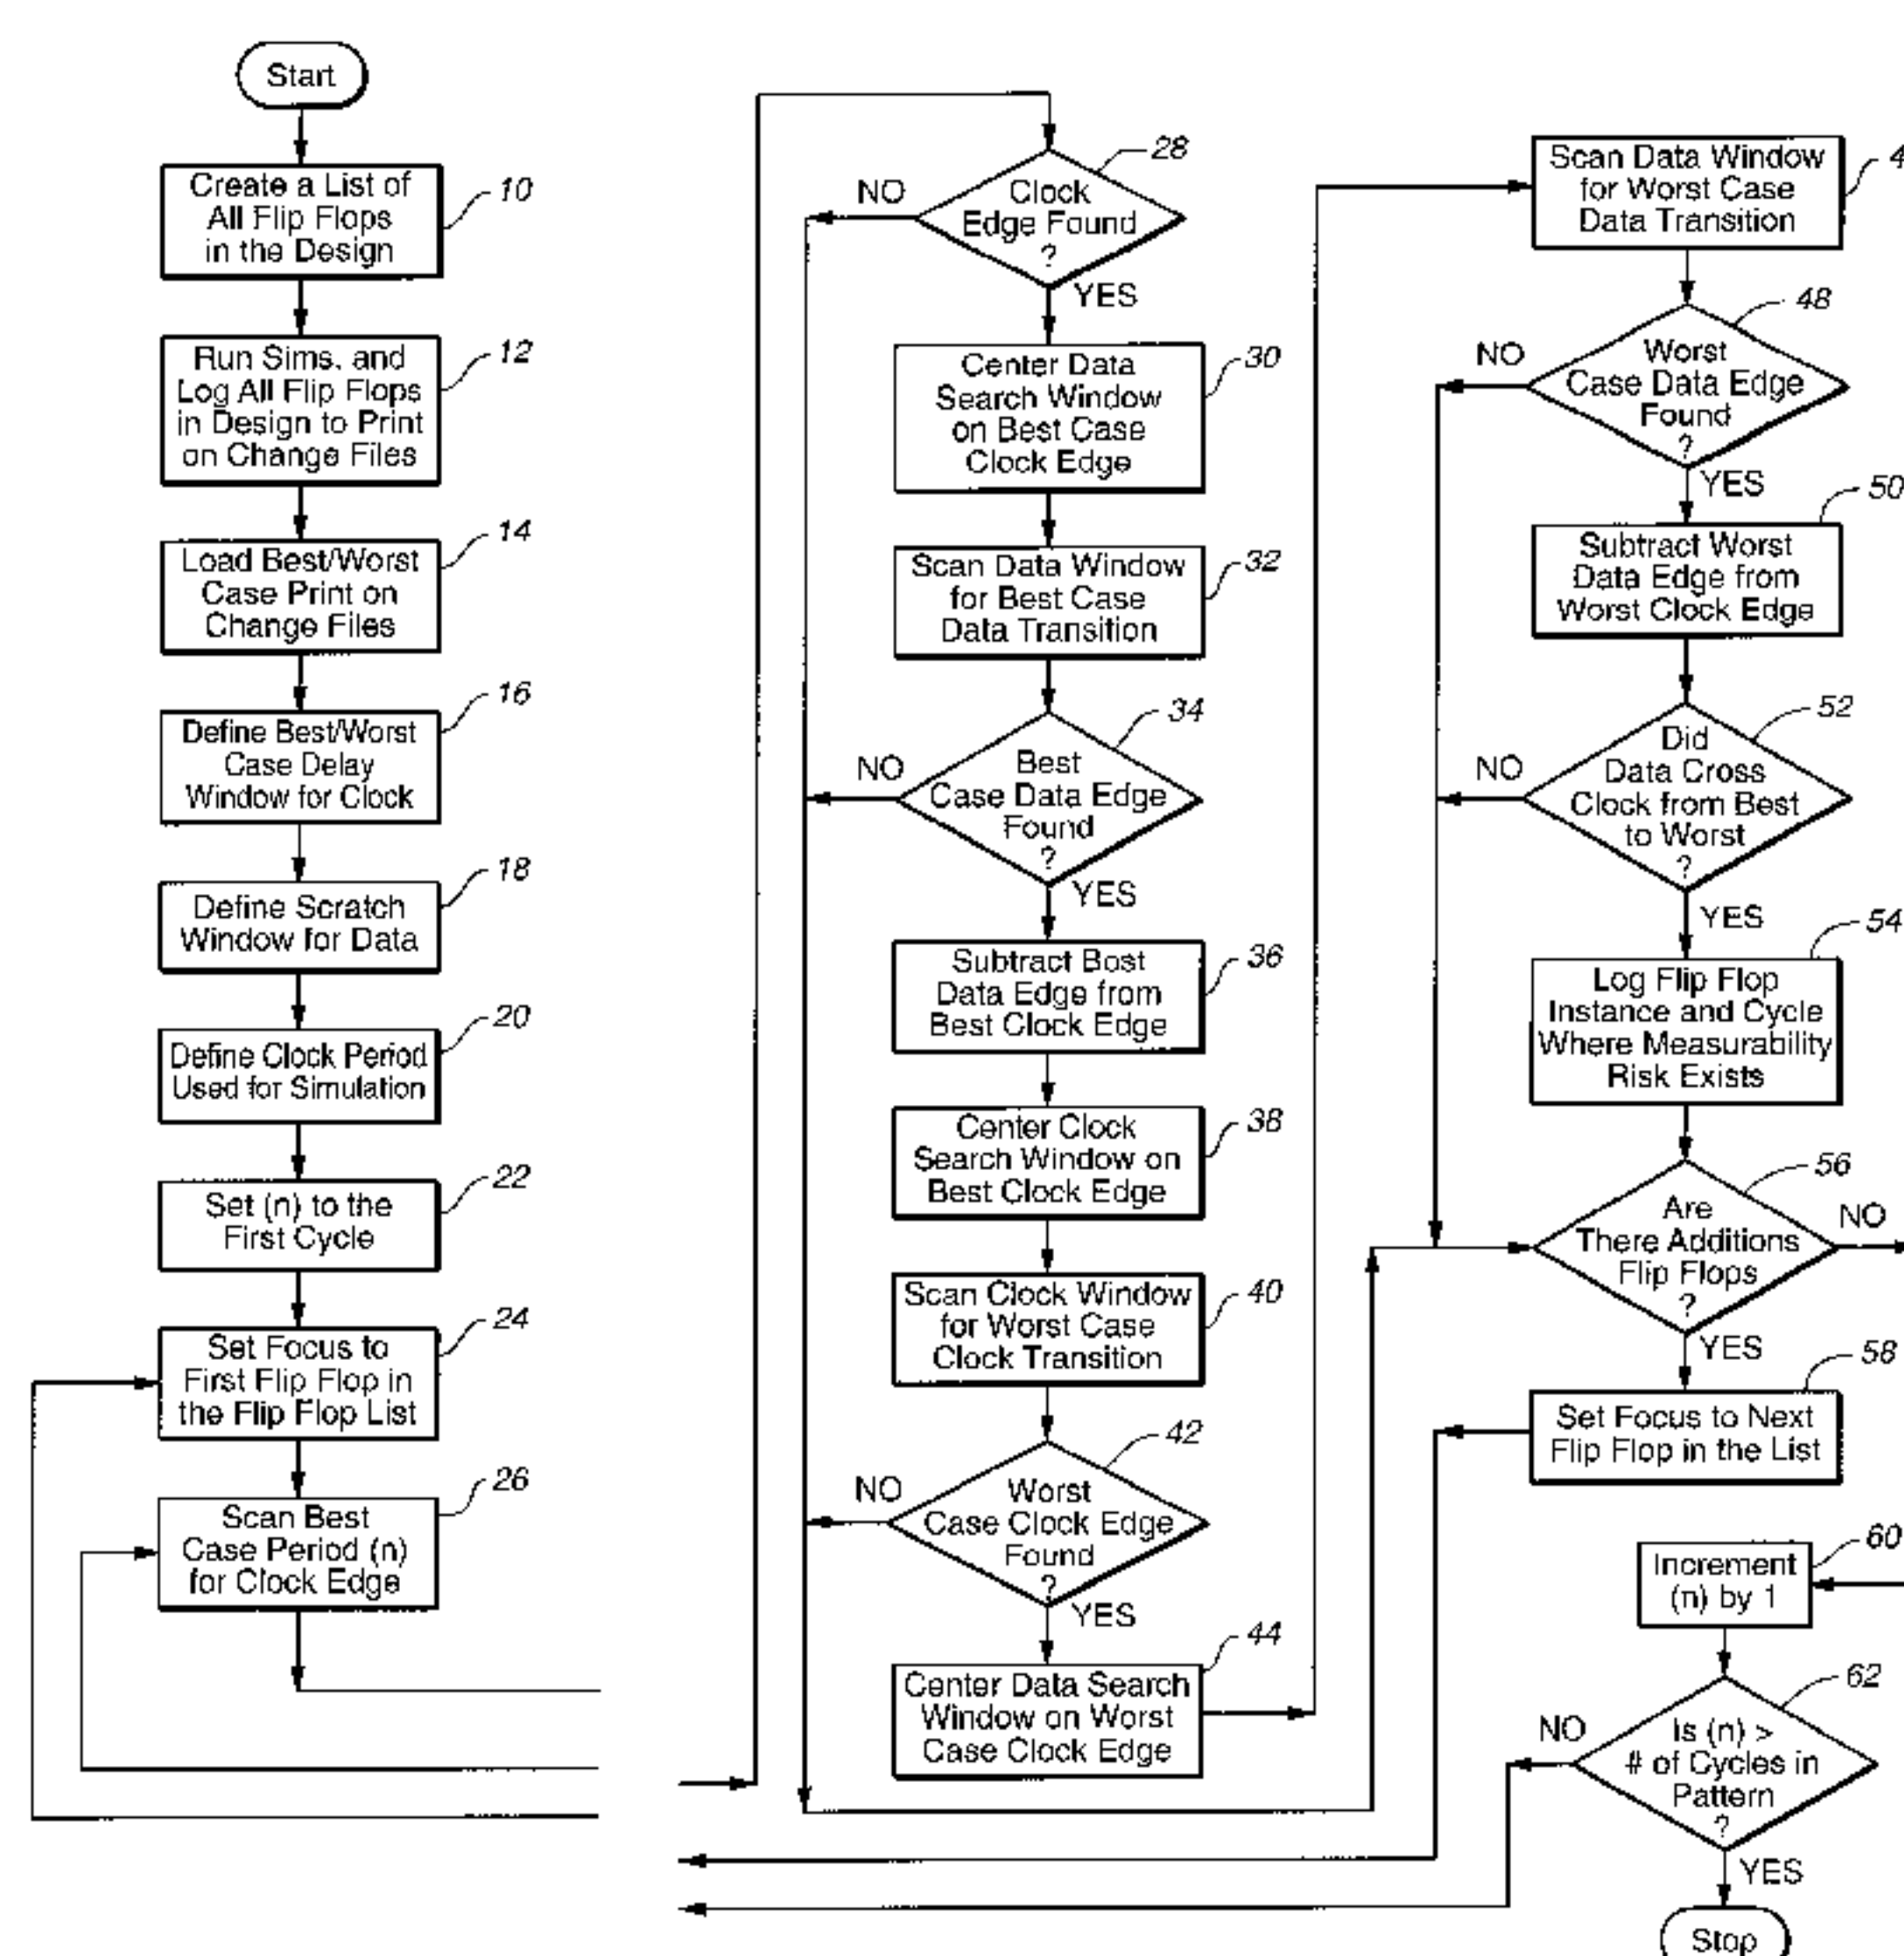 Start
Create a List of
All Flip Flops
in the Design
10
Run Sims. and
Log All Flip Flops
in Design to Print
on Change Files
12
Load Best/Worst
Case Print on
Change Files
14
Define Best/Worst
Case Delay
Window for Clock
16
Define Scratch
Window for Data
18
Define Clock Period
Used for Simulation
20
Set (n) to the
First Cycle
22
Set Focus to
First Flip Flop in
the Flip Flop List
24
Scan Best
Case Period (n)
for Clock Edge
26
Clock
Edge Found
?
28
NO
YES
Center Data
Search Window
on Best Case
Clock Edge
30
Scan Data Window
for Best Case
Data Transition
32
Best
Case Data Edge
Found
?
34
NO
YES
Subtract Bost
Data Edge from
Best Clock Edge
36
Center Clock
Search Window on
Best Clock Edge
38
Scan Clock Window
for Worst Case
Clock Transition
40
Worst
Case Clock Edge
Found
?
42
NO
YES
Center Data Search
Window on Worst
Case Clock Edge
44
Scan Data Window
for Worst Case
Data Transition
4
Worst
Case Data Edge
Found
?
48
NO
YES
Subtract Worst
Data Edge from
Worst Clock Edge
50
Did
Data Cross
Clock from Best
to Worst
?
52
NO
YES
Log Flip Flop
Instance and Cycle
Where Measurability
Risk Exists
54
Are
There Additions
Flip Flops
?
56
NO
YES
Set Focus to Next
Flip Flop in the List
58
Increment
(n) by 1
60
Is (n) >
# of Cycles in
Pattern
?
62
NO
YES
Stop